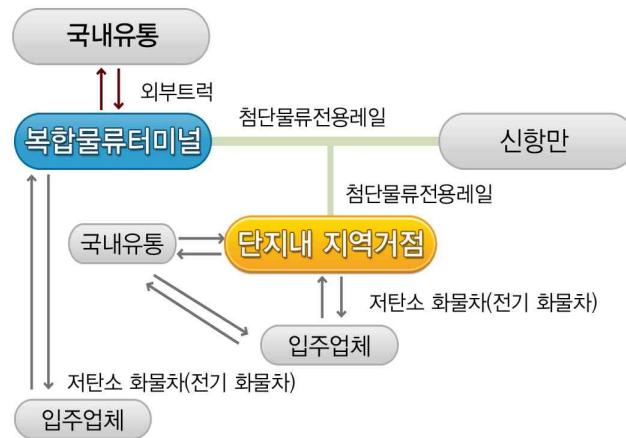 국내유통
외부트럭
첨단물류전용레일
복합물류터미널
신항만
첨단물류전용레일
국내유통
단지내 지역거점
저탄소 화물차(전기 화물차)
입주업체
저탄소 화물차(전기 화물차)
입주업체